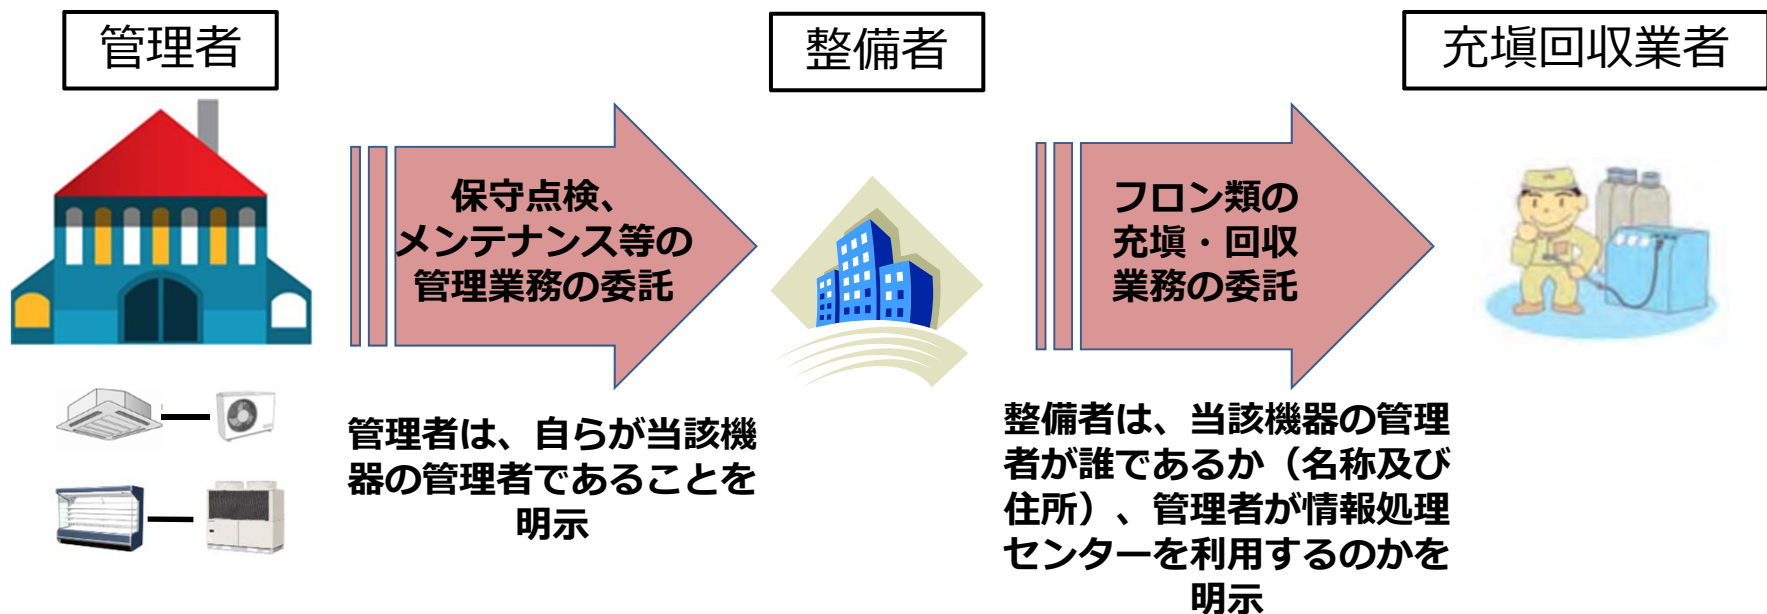 管理者
整備者
充塡回収業者
保守点検、
メンテナンス等の
管理業務の委託
フロン類の
充塡・回収
業務の委託
管理者は、自らが当該機
器の管理者であることを
明示
整備者は、当該機器の管理
者が誰であるか（名称及び
住所）、管理者が情報処理
センターを利用するのかを
明示